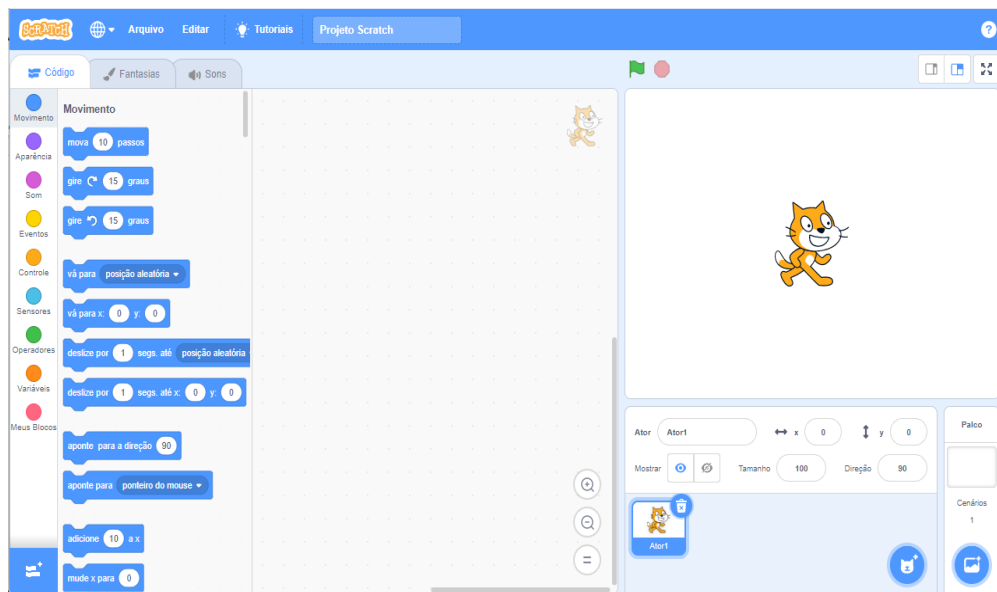 SCRATCH Arquivo Editar Tutoriais Projeto Scratch ?
Código Fantasias Sons
Movimento
Aparência
Som
Eventos
Controle
Sensores
Operadores
Variáveis
Meus Blocos
Movimento
mova 10 passos
gire 15 graus
gire 15 graus
vá para posição aleatória
vá para x: 0 y: 0
deslize por 1 segs. até posição aleatória
deslize por 1 segs. até x: 0 y: 0
aponte para a direção 90
aponte para ponteiro do mouse
adicione 10 a x
mude x para 0
Ator Ator1 x 0 y 0
Mostrar Tamanho 100 Direção 90
Ator1
Palco
Cenários
1